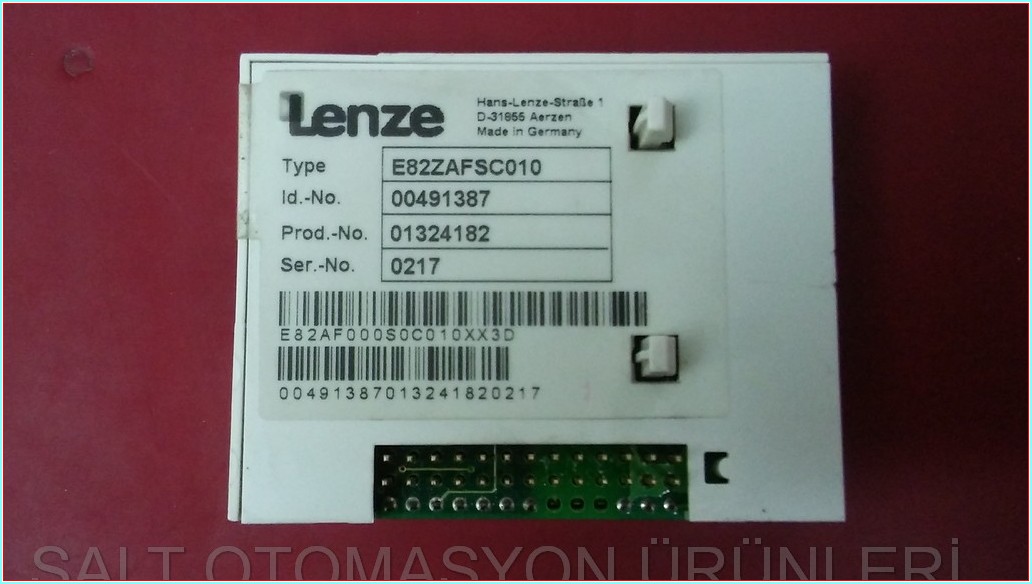 Lenze
Hans-Lenze-Straße 1
D-31855 Aerzen
Made in Germany
Type E82ZAFSC010
Id.-No. 00491387
Prod.-No. 01324182
Ser.-No. 0217
E82AF000S0C010XX3D
00491387013241820217
SALT OTOMASYON ÜRÜNLERİ